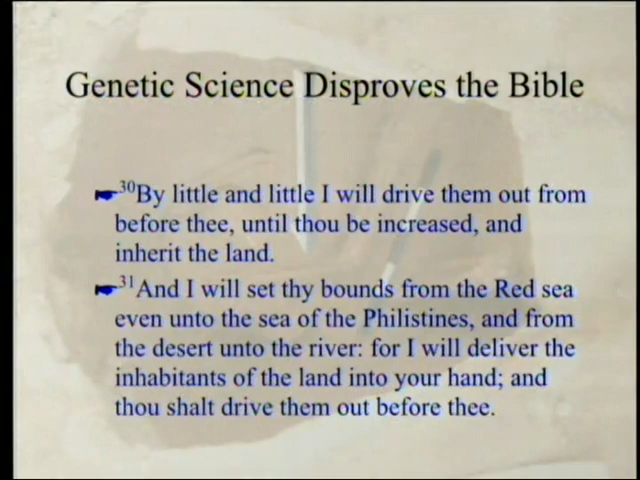 Genetic Science Disproves the Bible
30By little and little I will drive them out from
before thee, until thou be increased, and
inherit the land.
31And I will set thy bounds from the Red sea
even unto the sea of the Philistines, and from
the desert unto the river: for I will deliver the
inhabitants of the land into your hand; and
thou shalt drive them out before thee.